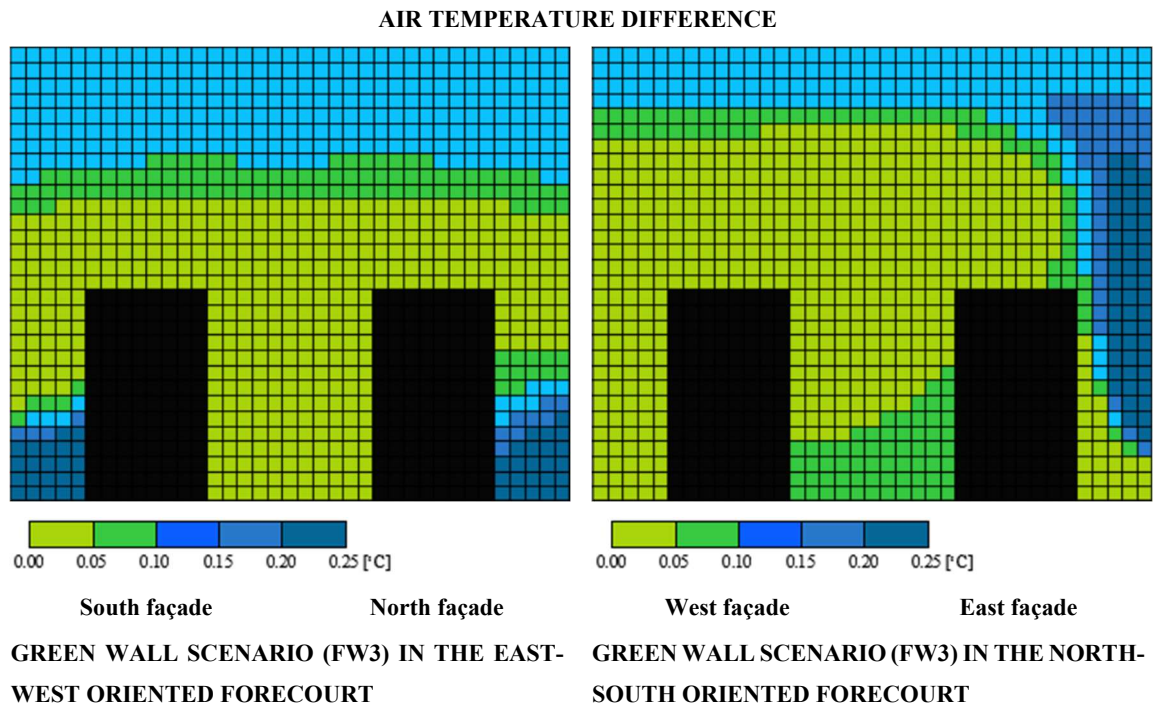 AIR TEMPERATURE DIFFERENCE
0.00 0.05 0.10 0.15 0.20 0.25 [°C]
South façade North façade
GREEN WALL SCENARIO (FW3) IN THE EAST-
WEST ORIENTED FORECOURT
0.00 0.05 0.10 0.15 0.20 0.25 [°C]
West façade East façade
GREEN WALL SCENARIO (FW3) IN THE NORTH-
SOUTH ORIENTED FORECOURT